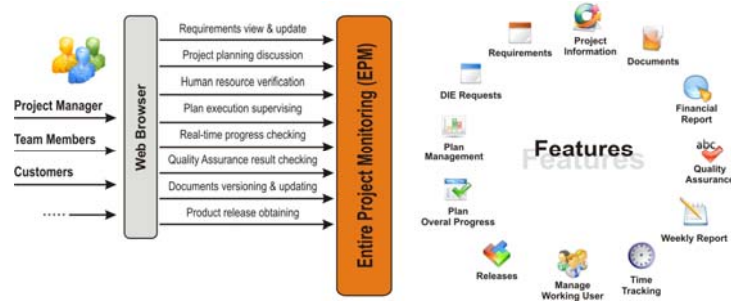 Project Manager
Team Members
Customers
.....
Web Browser
Requirements view & update
Project planning discussion
Human resource verification
Plan execution supervising
Real-time progress checking
Quality Assurance result checking
Documents versioning & updating
Product release obtaining
Entire Project Monitoring (EPM)
Features
Features
Project
Information
Documents
Financial
Report
abc
Quality
Assurance
Weekly Report
Time
Tracking
Manage
Working User
Releases
Plan
Overal Progress
Plan
Management
DIE Requests
Requirements